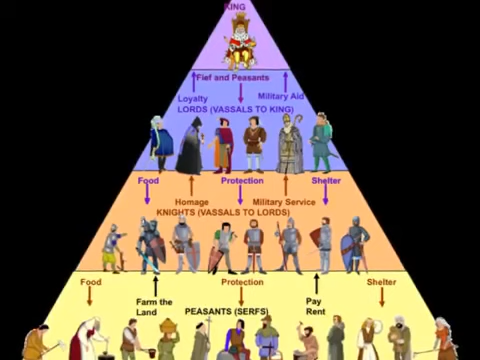 KING
Fief and Peasants
Loyalty
Military Aid
LORDS (VASSALS TO KING)
Food
Protection
Shelter
Homage
Military Service
KNIGHTS (VASSALS TO LORDS)
Food
Protection
Shelter
Farm the
Land
Pay
Rent
PEASANTS (SERFS)